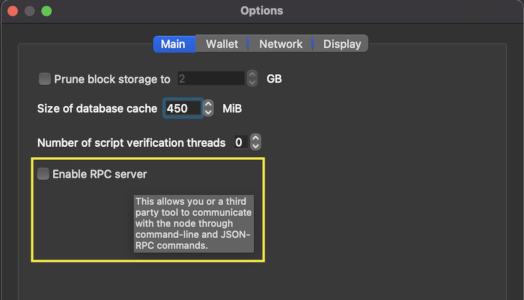 Options
Main Wallet Network Display
Prune block storage to 2 GB
Size of database cache 450 MiB
Number of script verification threads 0
Enable RPC server
This allows you or a third
party tool to communicate
with the node through
command-line and JSON-
RPC commands.